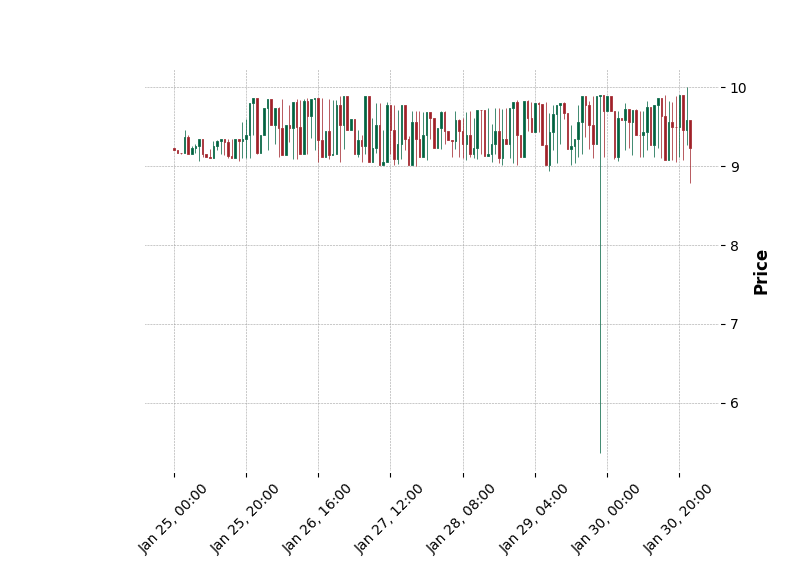 10
9
8
7
6
Price
Jan 25, 00:00
Jan 25, 20:00
Jan 26, 16:00
Jan 27, 12:00
Jan 28, 08:00
Jan 29, 04:00
Jan 30, 00:00
Jan 30, 20:00